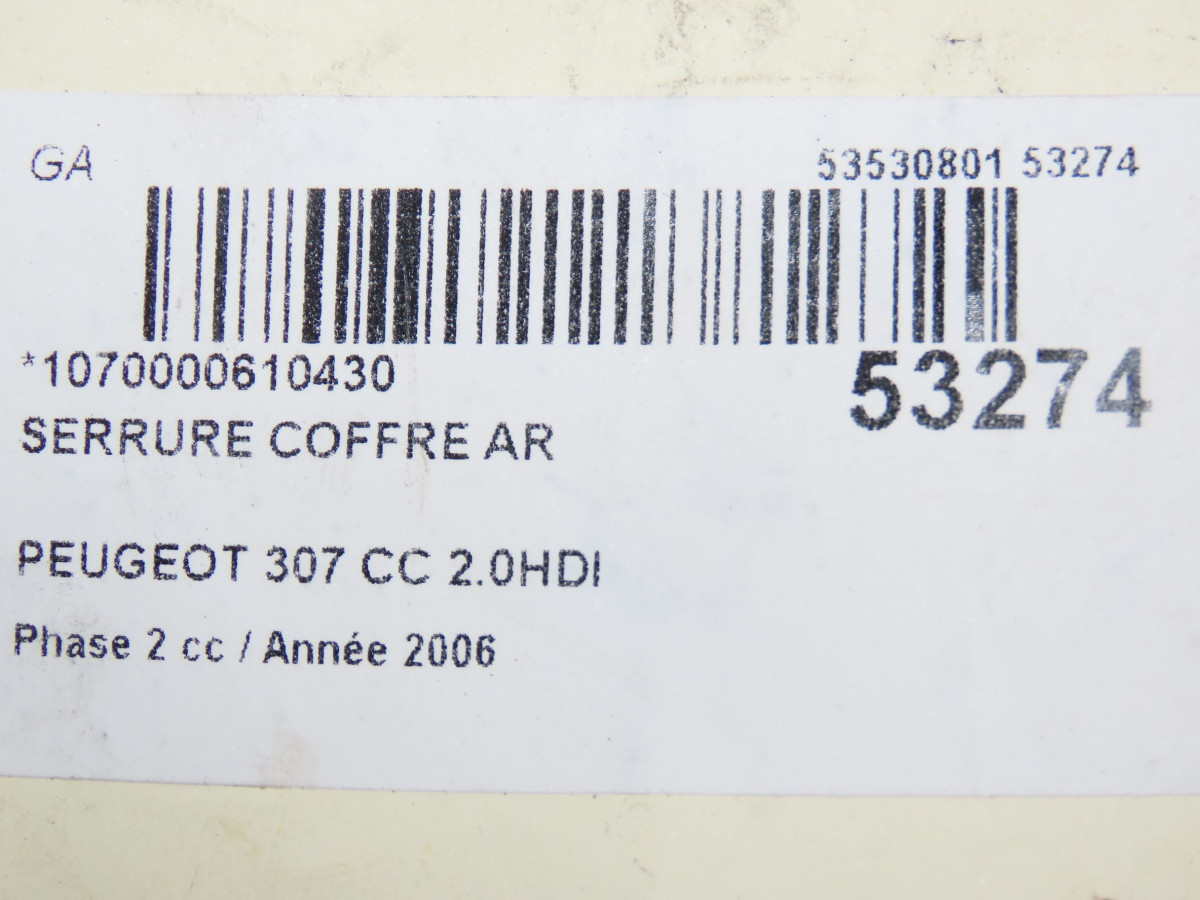 GA
53530801 53274
*1070000610430
53274
SERRURE COFFRE AR
PEUGEOT 307 CC 2.0HDI
Phase 2 cc / Année 2006